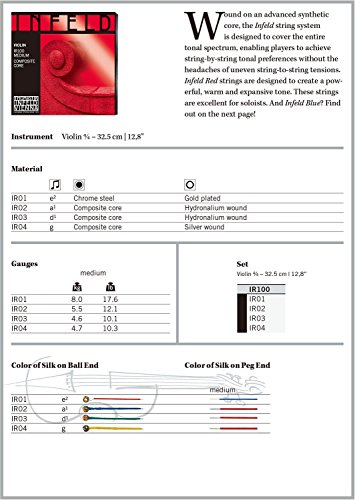 INFELD
VIOLIN
IR100
MEDIUM
COMPOSITE
CORE
THOMASTIK
INFELD
VIENNA
Wound on an advanced synthetic
core, the Infeld string system
is designed to cover the entire
tonal spectrum, enabling players to achieve
string-by-string tonal preferences without the
headaches of uneven string-to-string tensions.
Infeld Red strings are designed to create a pow-
erful, warm and expansive tone. These strings
are excellent for soloists. And Infeld Blue? Find
out on the next page!
Instrument Violin ⁴⁄₄ – 32.5 cm | 12,8"
Material
IR01 e² Chrome steel Gold plated
IR02 a¹ Composite core Hydronalium wound
IR03 d¹ Composite core Hydronalium wound
IR04 g Composite core Silver wound
Gauges
medium
kg lb
IR01 8.0 17.6
IR02 5.5 12.1
IR03 4.6 10.1
IR04 4.7 10.3
Set
Violin ⁴⁄₄ – 32.5 cm | 12,8"
IR100
IR01
IR02
IR03
IR04
Color of Silk on Ball End Color of Silk on Peg End
medium
IR01 e²
IR02 a¹
IR03 d¹
IR04 g